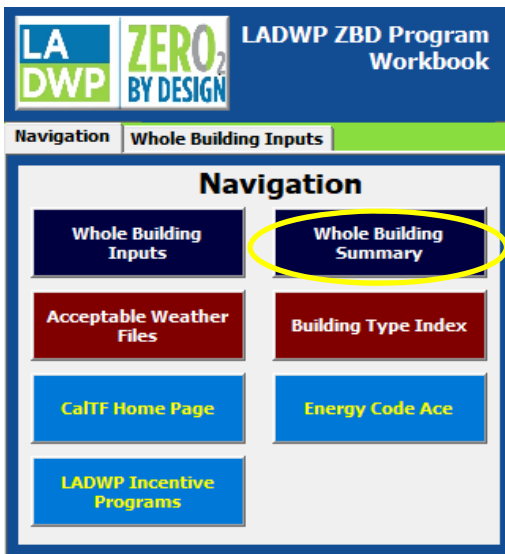 LA
DWP
ZERO2
BY DESIGN
LADWP ZBD Program
Workbook
Navigation
Whole Building Inputs
Navigation
Whole Building
Inputs
Whole Building
Summary
Acceptable Weather
Files
Building Type Index
CalTF Home Page
Energy Code Ace
LADWP Incentive
Programs